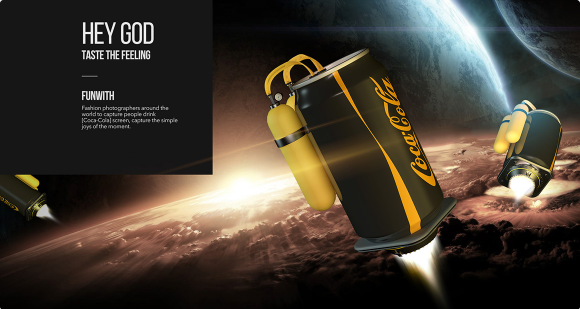 HEY GOD
TASTE THE FEELING
FUNWITH
Fashion photographers around the
world to capture people drink
[Coca-Cola] screen, capture the simple
joys of the moment.
Coca-Cola